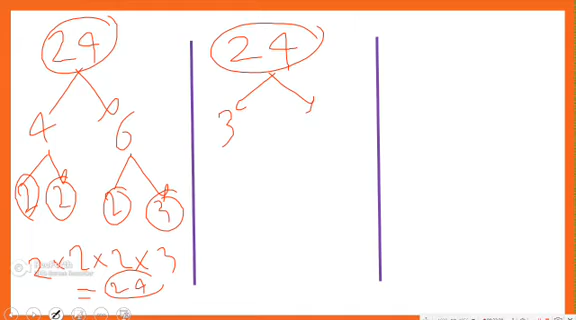 24
4 6
2 2 2 3
2 × 2 × 2 × 3
= 24
24
3